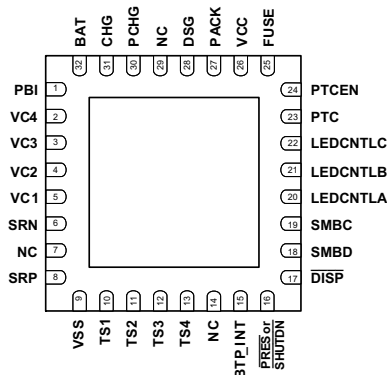 BAT
CHG
PCHG
NC
DSG
PACK
VCC
FUSE
32
31
30
29
28
27
26
25
PBI 1
VC4 2
VC3 3
VC2 4
VC1 5
SRN 6
NC 7
SRP 8
24 PTCEN
23 PTC
22 LEDCNTLC
21 LEDCNTLB
20 LEDCNTLA
19 SMBC
18 SMBD
17 DISP
9
10
11
12
13
14
15
16
VSS
TS1
TS2
TS3
TS4
NC
BTP_INT
PRES or
SHUTDN